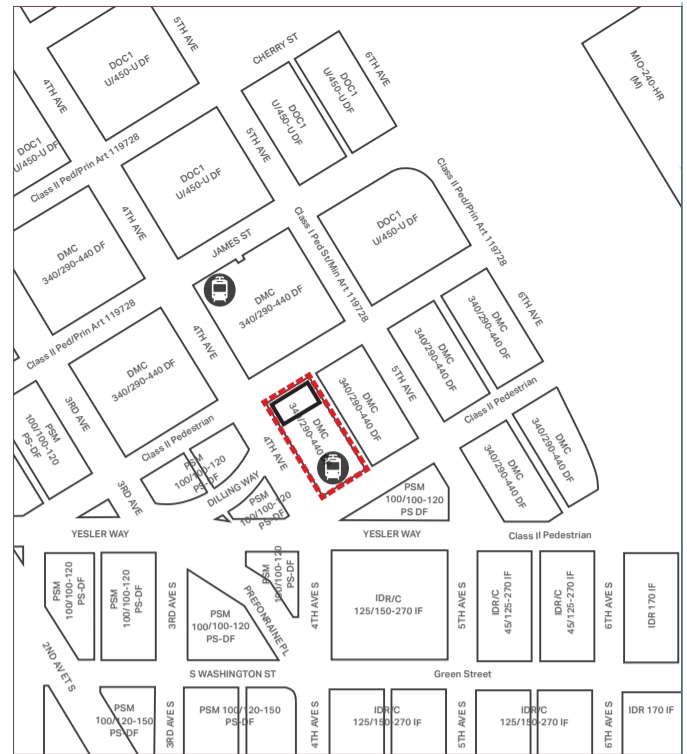 5TH AVE
CHERRY ST
6TH AVE
DOC1
U/450-U DF
DOC1
U/450-U DF
DOC1
U/450-U DF
MIO-240-HR
(M)
4TH AVE
DOC1
U/450-U DF
5TH AVE
Class II Ped/Prin Art 119728
DOC1
U/450-U DF
Class II Ped/Prin Art 119728
4TH AVE
JAMES ST
Class I Ped St/Min Art 119728
DOC1
U/450-U DF
DMC
340/290-440 DF
DMC
340/290-440 DF
6TH AVE
Class II Ped/Prin Art 119728
4TH AVE
DMC
340/290-440 DF
DMC
340/290-440 DF
DMC
340/290-440 DF
3RD AVE
DMC
340/290-440 DF
5TH AVE
Class II Pedestrian
PSM
100/100-120
PS-DF
Class II Pedestrian
4TH AVE
DMC
340/290-440 DF
DMC
340/290-440 DF
DMC
340/290-440 DF
PSM
100/100-120
PS-DF
3RD AVE
DILLING WAY
PSM
100/100-120
PS-DF
PSM
100/100-120
PS DF
YESLER WAY
YESLER WAY
Class II Pedestrian
PSM
100/100-120
PS-DF
PSM
100/100-120
PS-DF
3RD AVE S
PSM
100/100-120
PS-DF
PSM
100/100-120
PS-DF
PREFONRAINE PL
4TH AVE S
IDR/C
125/150-270 IF
5TH AVE S
IDR/C
45/125-270 IF
IDR/C
45/125-270 IF
6TH AVE S
IDR 170 IF
2ND AV ET S
S WASHINGTON ST
Green Street
PSM
100/120-150
PS-DF
3RD AVE S
PSM 100/120-150
PS-DF
4TH AVE S
IDR/C
125/150-270 IF
5TH AVE S
IDR/C
125/150-270 IF
6TH AVE S
IDR 170 IF